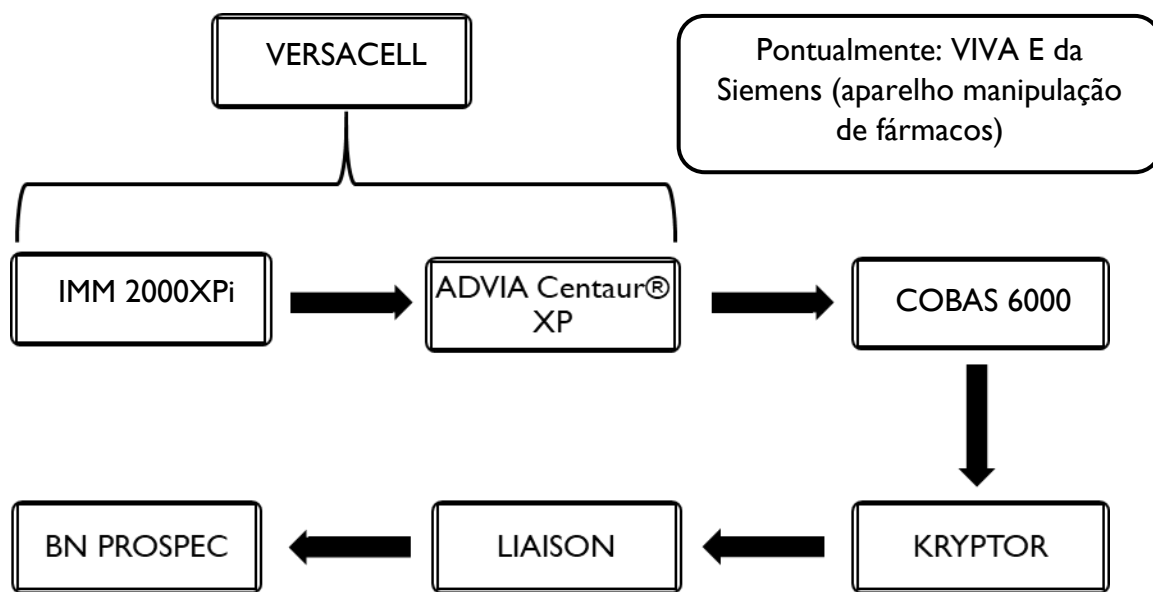 VERSACELL
Pontualmente: VIVA E da
Siemens (aparelho manipulação
de fármacos)
IMM 2000XPi
ADVIA Centaur®
XP
COBAS 6000
BN PROSPEC
LIAISON
KRYPTOR